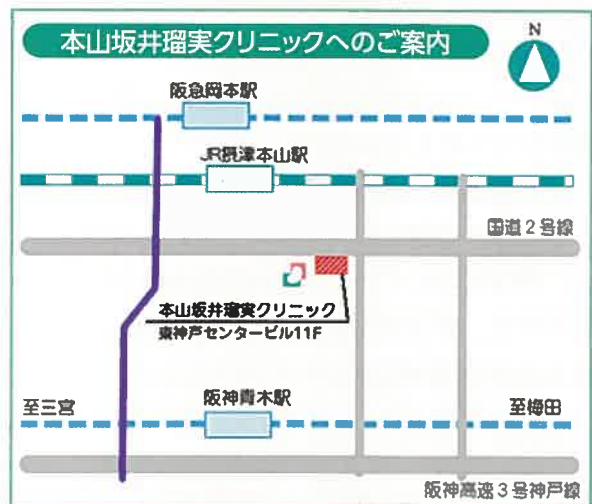 本山坂井瑠実クリニックへのご案内
N
阪急岡本駅
JR摂津本山駅
国道2号線
本山坂井瑠実クリニック
東神戸センタービル11F
至三宮
阪神青木駅
至梅田
阪神高速3号神戸線